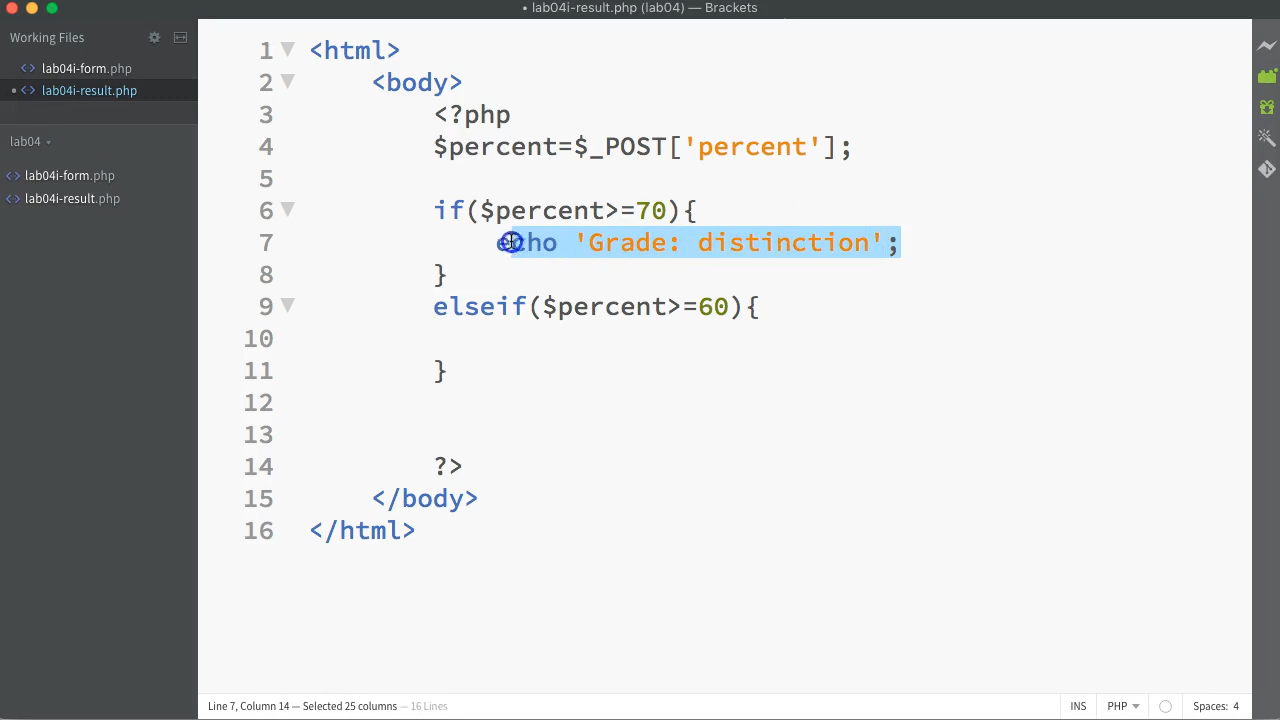 • lab04i-result.php (lab04) — Brackets
Working Files
lab04i-form.php
• lab04i-result.php
lab04
lab04i-form.php
lab04i-result.php
1 <html>
2 <body>
3 <?php
4 $percent=$_POST['percent'];
5
6 if($percent>=70){
7 echo 'Grade: distinction';
8 }
9 elseif($percent>=60){
10
11 }
12
13
14 ?>
15 </body>
16 </html>
Line 7, Column 14 — Selected 25 columns — 16 Lines
INS PHP Spaces: 4